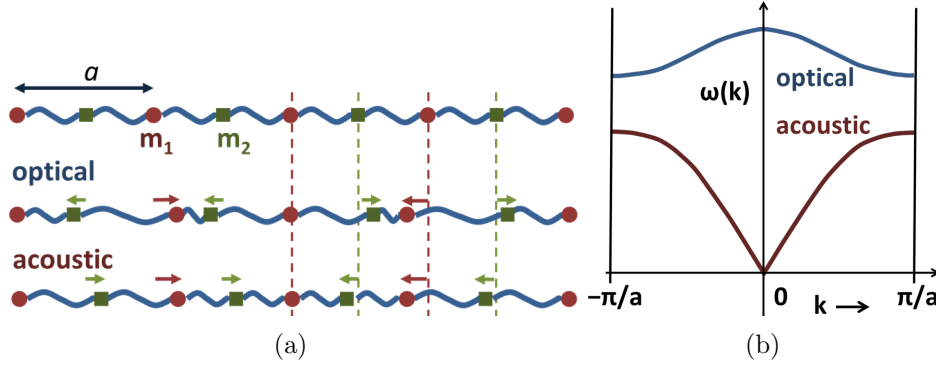 a
m1 m2
optical
acoustic
(a)
ω(k)
optical
acoustic
−π/a 0 k π/a
(b)